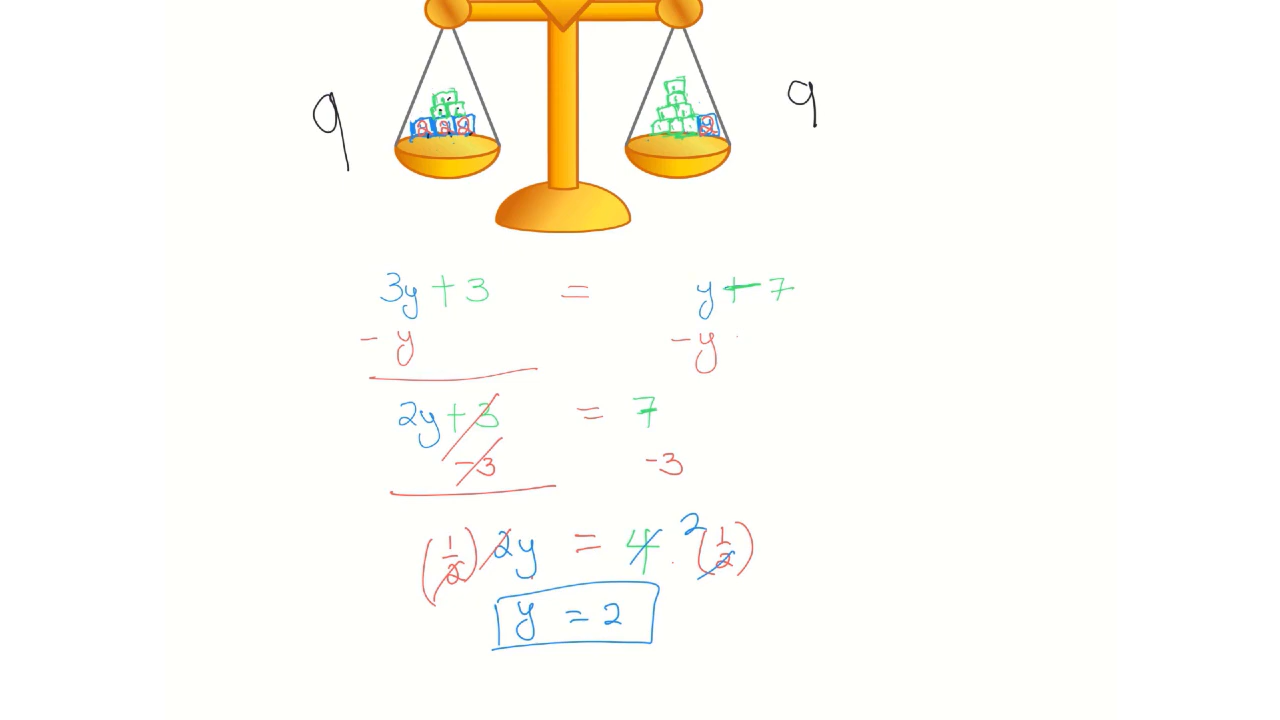 9 9
3y + 3 = y + 7
- y - y
2y + 3 = 7
-3 -3
(1/2) 2y = 4 2 (1/2)
y = 2